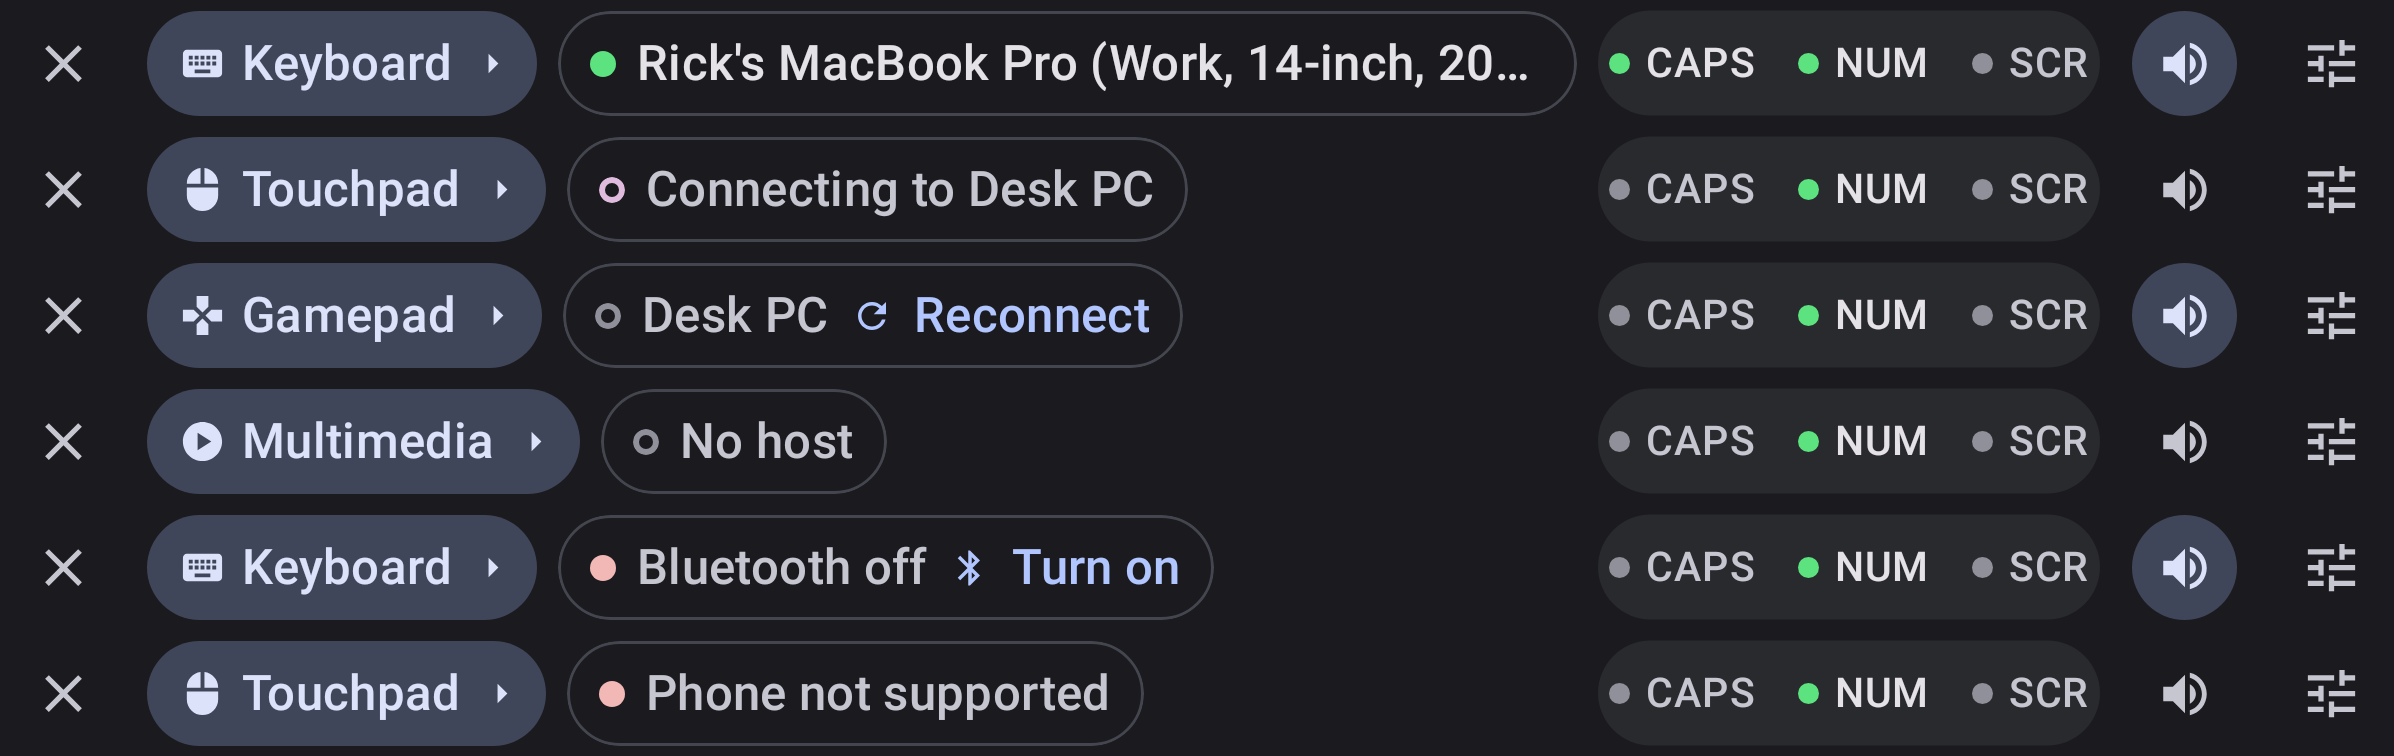 Keyboard Rick's MacBook Pro (Work, 14-inch, 20... CAPS NUM SCR
Touchpad Connecting to Desk PC CAPS NUM SCR
Gamepad Desk PC Reconnect CAPS NUM SCR
Multimedia No host CAPS NUM SCR
Keyboard Bluetooth off Turn on CAPS NUM SCR
Touchpad Phone not supported CAPS NUM SCR